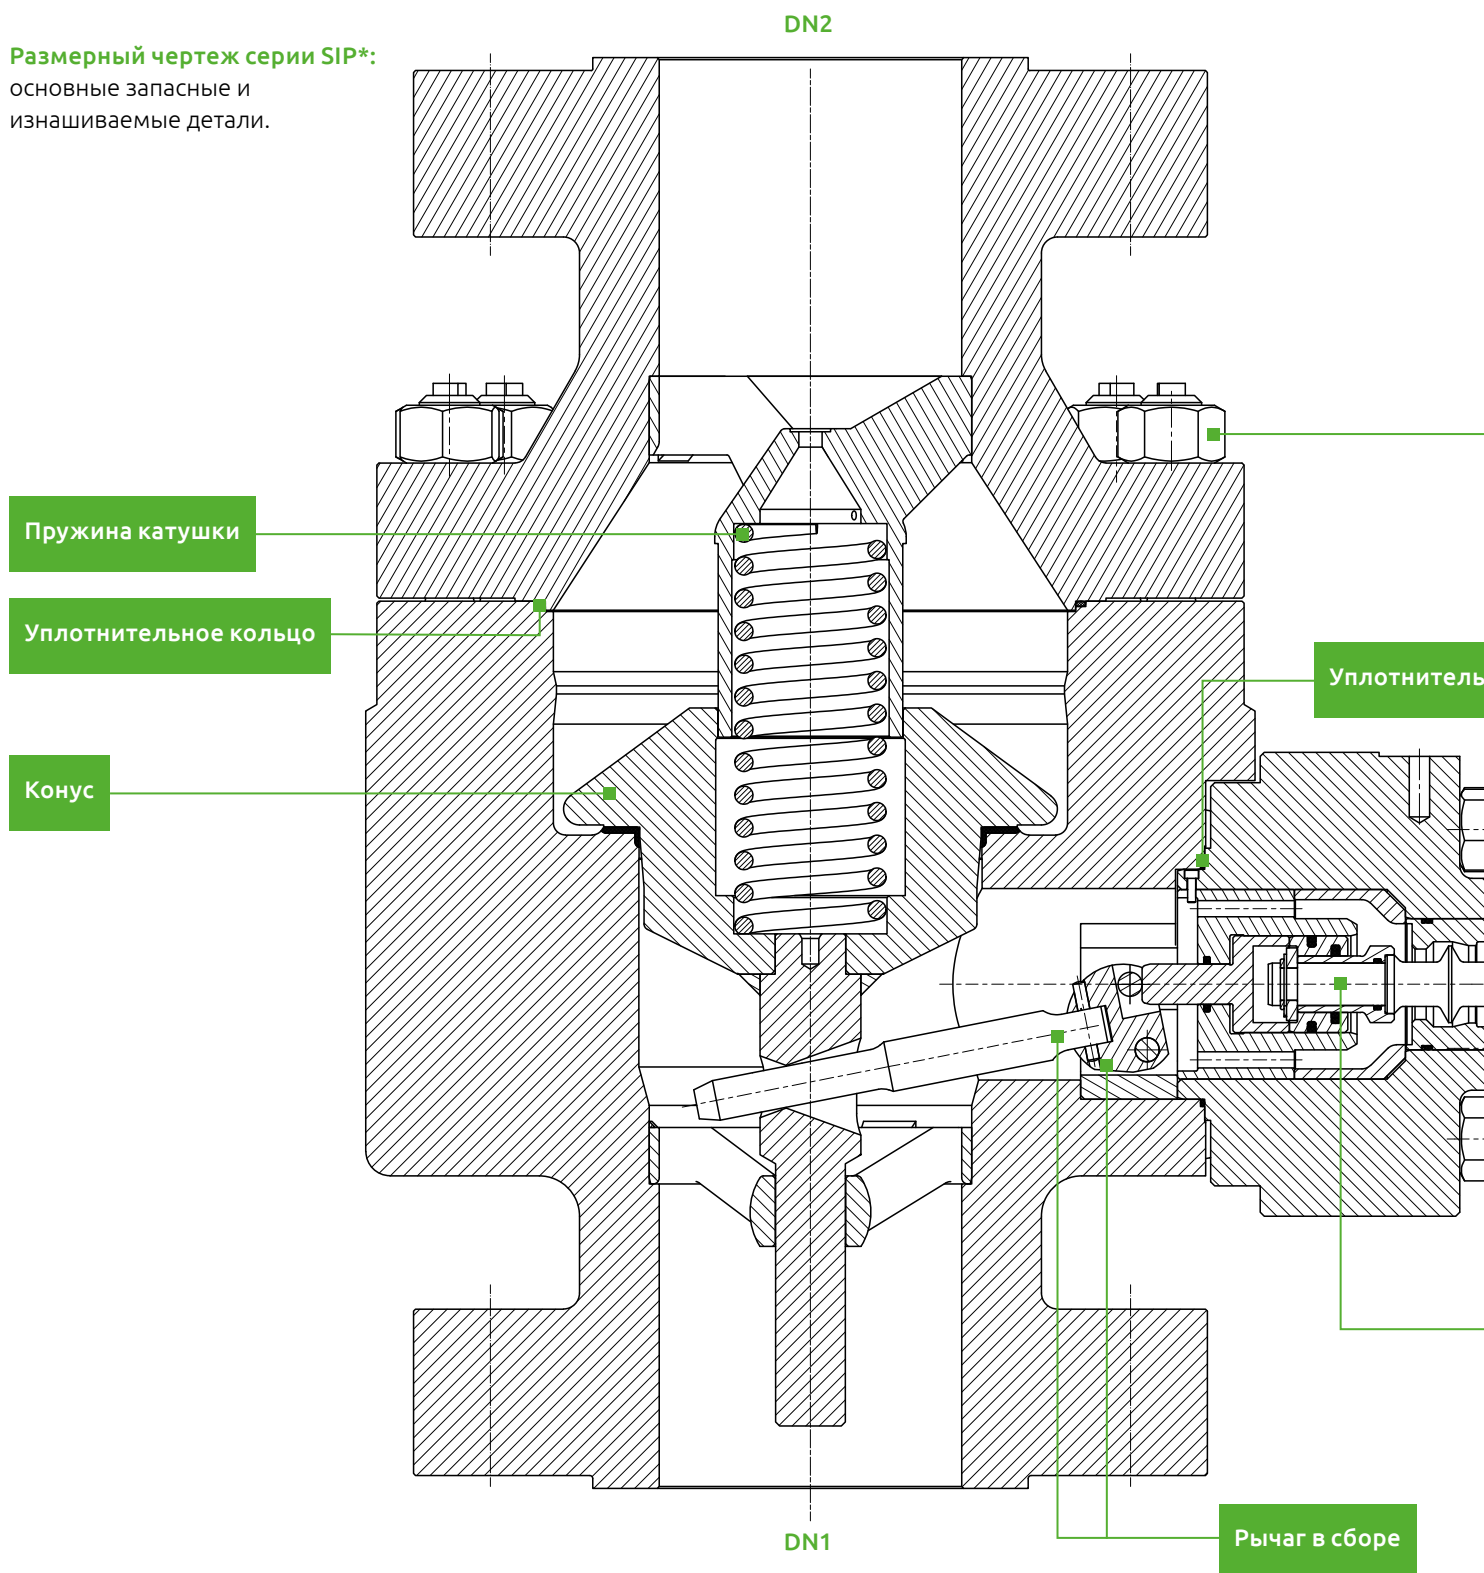 DN2
Размерный чертеж серии SIP*:
основные запасные и
изнашиваемые детали.
Пружина катушки
Уплотнительное кольцо
Уплотнитель
Конус
DN1
Рычаг в сборе